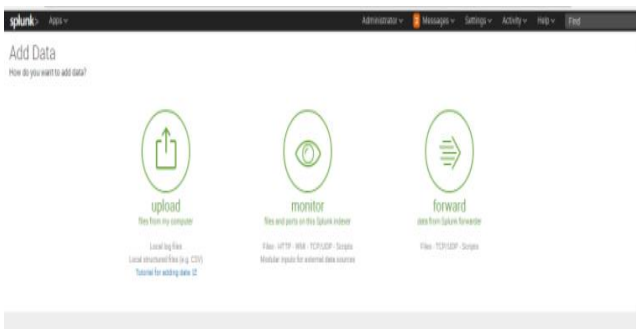 splunk> Apps Administrator 2 Messages Settings Activity Help Find
Add Data
How do you want to add data?
upload
files from my computer
Local log files
Local structured files (e.g. CSV)
Tutorial for adding data
monitor
files and ports on this Splunk indexer
Files - HTTP - WMI - TCP/UDP - Scripts
Modular inputs for external data sources
forward
data from Splunk forwarder
Files - TCP/UDP - Scripts